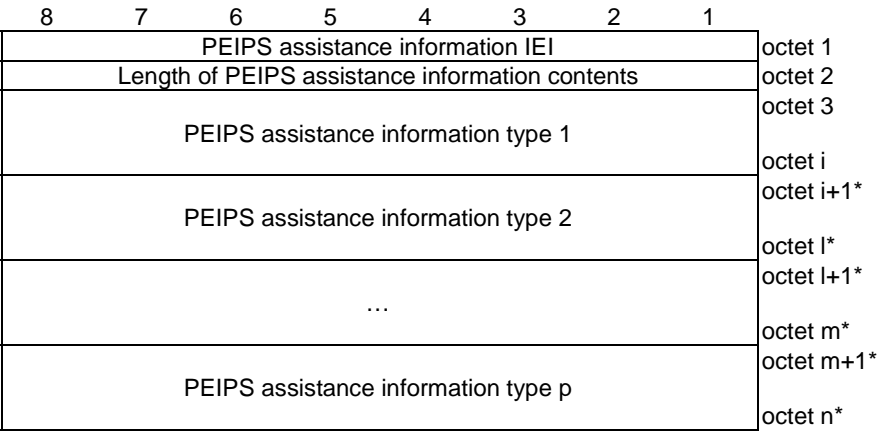 8 7 6 5 4 3 2 1
PEIPS assistance information IEI octet 1
Length of PEIPS assistance information contents octet 2
octet 3
PEIPS assistance information type 1
octet i
octet i+1*
PEIPS assistance information type 2
octet l*
octet l+1*
…
octet m*
octet m+1*
PEIPS assistance information type p
octet n*